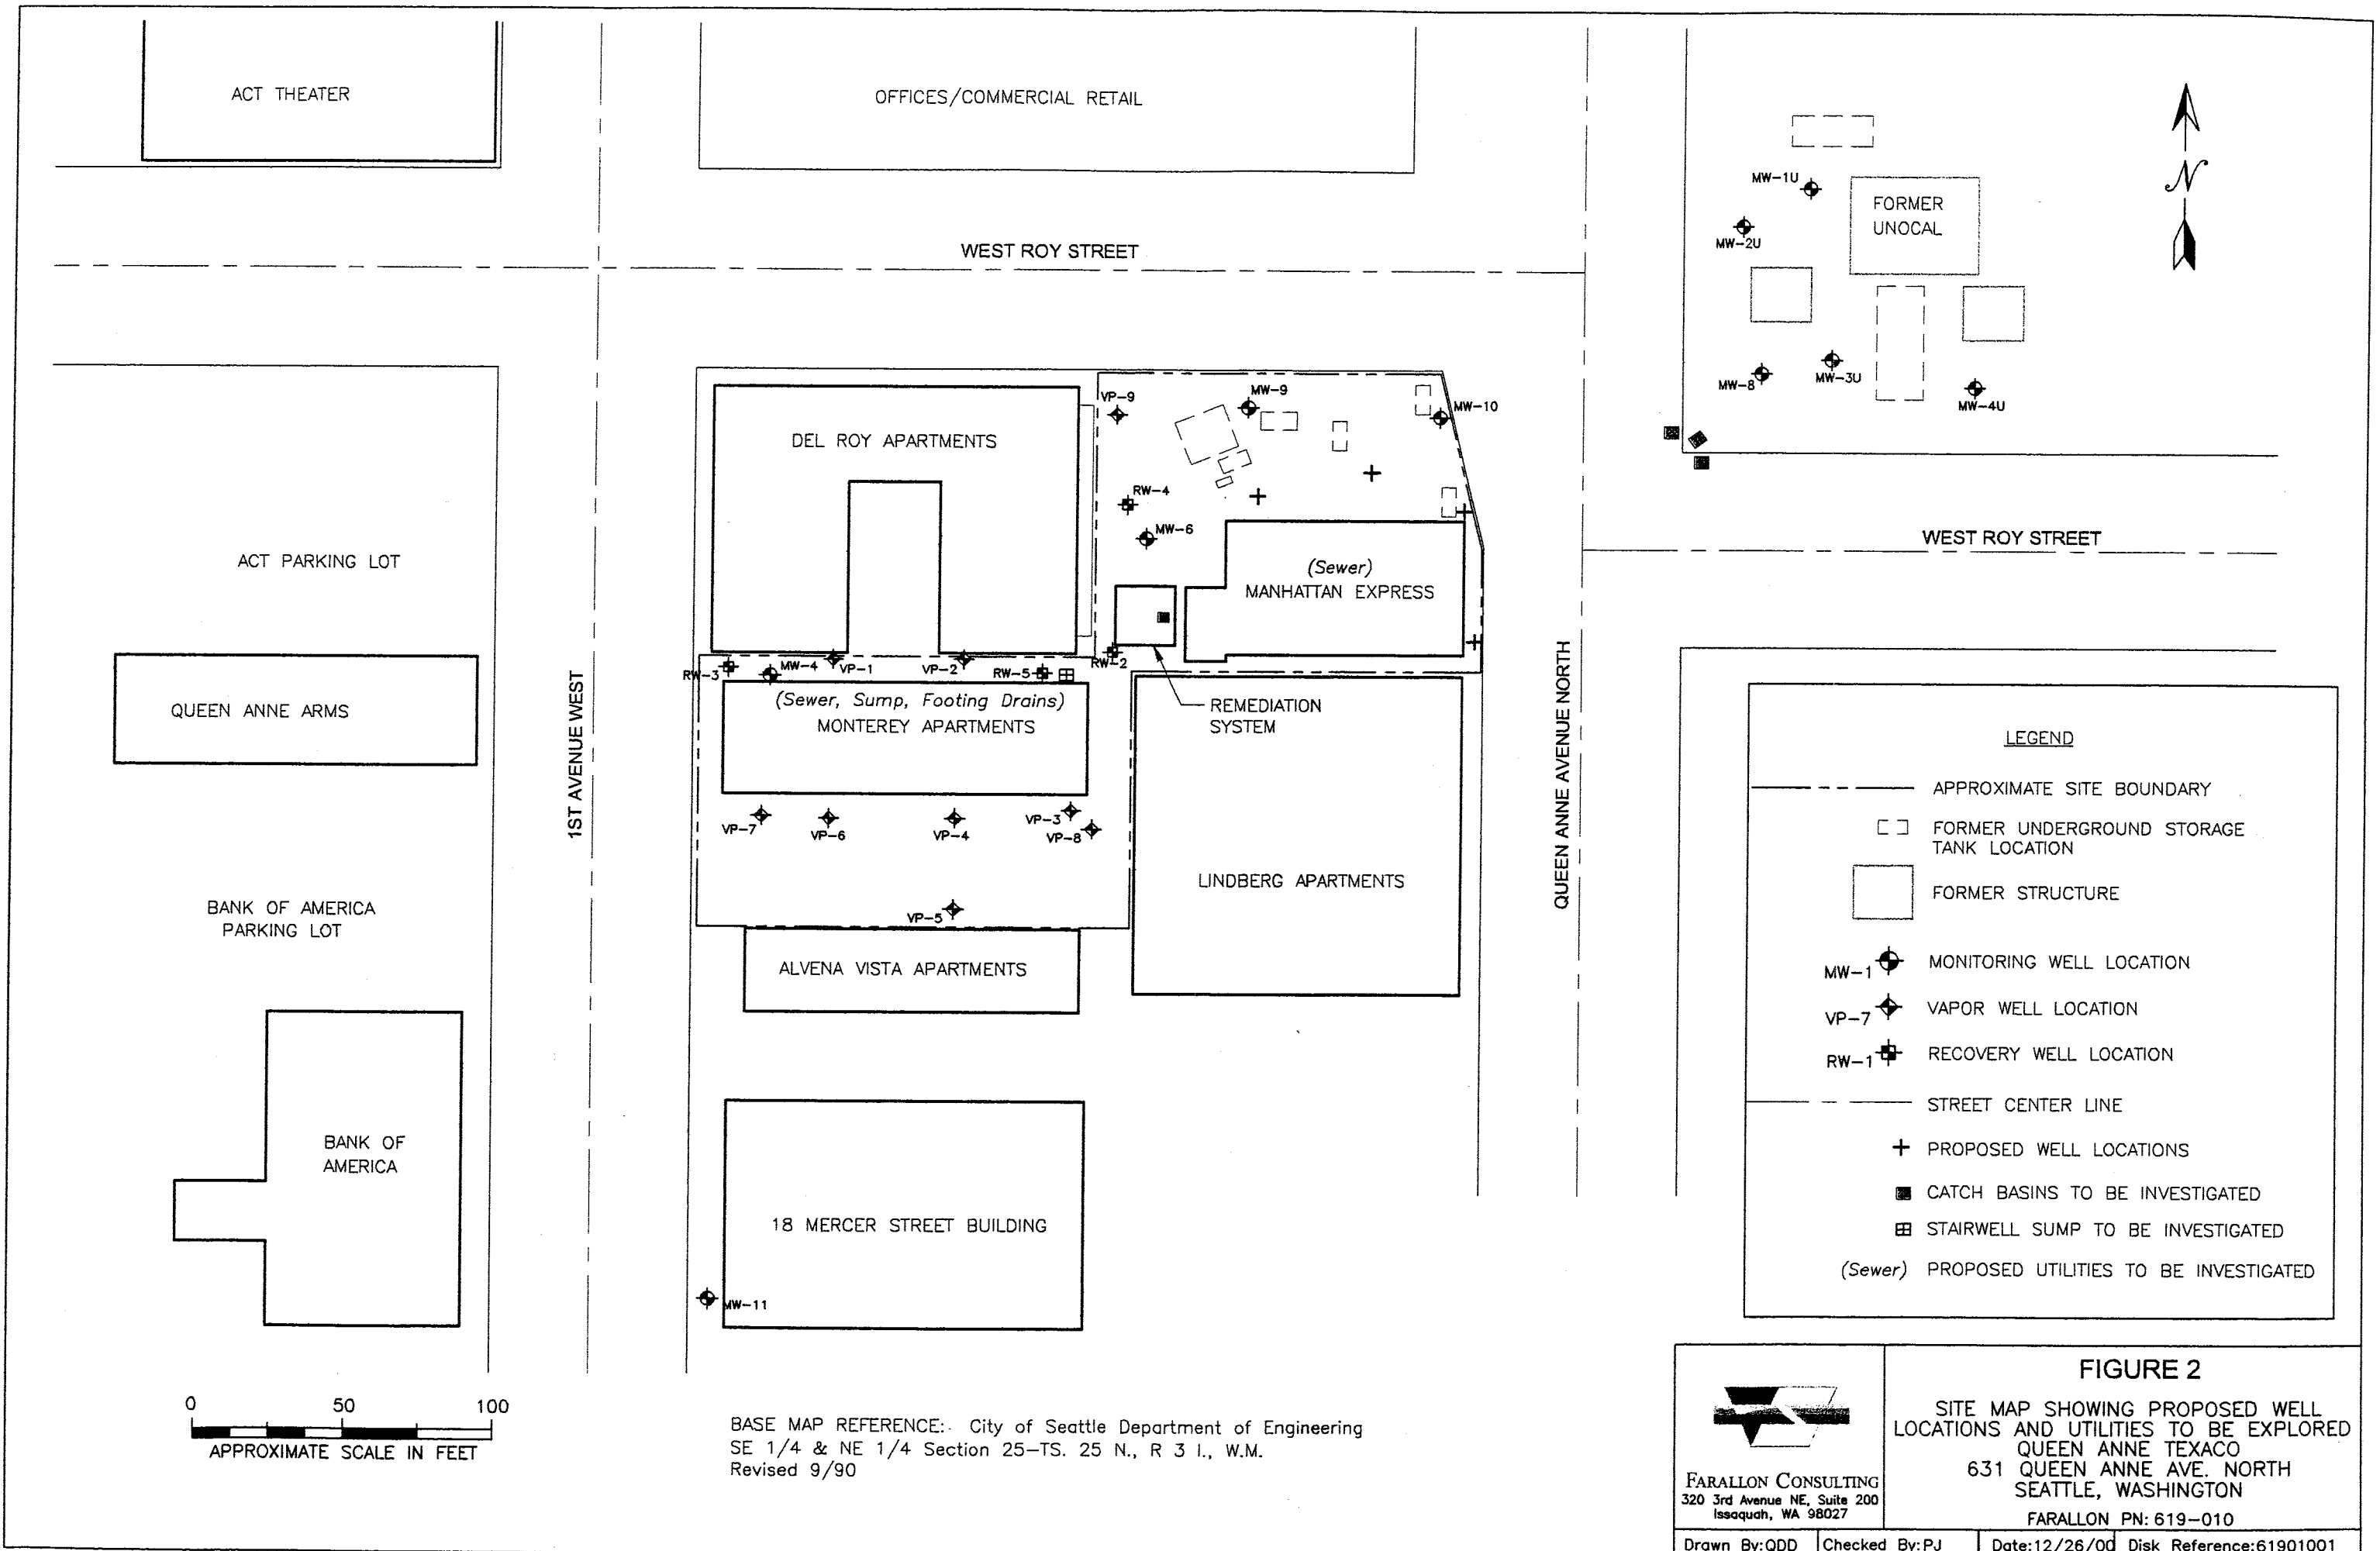 ACT THEATER
OFFICES/COMMERCIAL RETAIL
WEST ROY STREET
MW-1U
MW-2U
FORMER
UNOCAL
N
MW-8
MW-3U
MW-4U
DEL ROY APARTMENTS
VP-9
MW-9
MW-10
RW-4
MW-6
(Sewer)
MANHATTAN EXPRESS
WEST ROY STREET
ACT PARKING LOT
QUEEN ANNE ARMS
1ST AVENUE WEST
RW-3
MW-4
VP-1
VP-2
RW-5
RW-2
(Sewer, Sump, Footing Drains)
MONTEREY APARTMENTS
REMEDIATION
SYSTEM
QUEEN ANNE AVENUE NORTH
VP-7
VP-6
VP-4
VP-3
VP-8
VP-5
LINDBERG APARTMENTS
BANK OF AMERICA
PARKING LOT
ALVENA VISTA APARTMENTS
BANK OF
AMERICA
18 MERCER STREET BUILDING
MW-11
LEGEND
APPROXIMATE SITE BOUNDARY
FORMER UNDERGROUND STORAGE
TANK LOCATION
FORMER STRUCTURE
MW-1 MONITORING WELL LOCATION
VP-7 VAPOR WELL LOCATION
RW-1 RECOVERY WELL LOCATION
STREET CENTER LINE
PROPOSED WELL LOCATIONS
CATCH BASINS TO BE INVESTIGATED
STAIRWELL SUMP TO BE INVESTIGATED
(Sewer) PROPOSED UTILITIES TO BE INVESTIGATED
0 50 100
APPROXIMATE SCALE IN FEET
BASE MAP REFERENCE: City of Seattle Department of Engineering
SE 1/4 & NE 1/4 Section 25-TS. 25 N., R 3 I., W.M.
Revised 9/90
FARALLON CONSULTING
320 3rd Avenue NE, Suite 200
Issaquah, WA 98027
FIGURE 2
SITE MAP SHOWING PROPOSED WELL
LOCATIONS AND UTILITIES TO BE EXPLORED
QUEEN ANNE TEXACO
631 QUEEN ANNE AVE. NORTH
SEATTLE, WASHINGTON
FARALLON PN: 619-010
Drawn By:QDD Checked By:PJ Date:12/26/00 Disk Reference:61901001